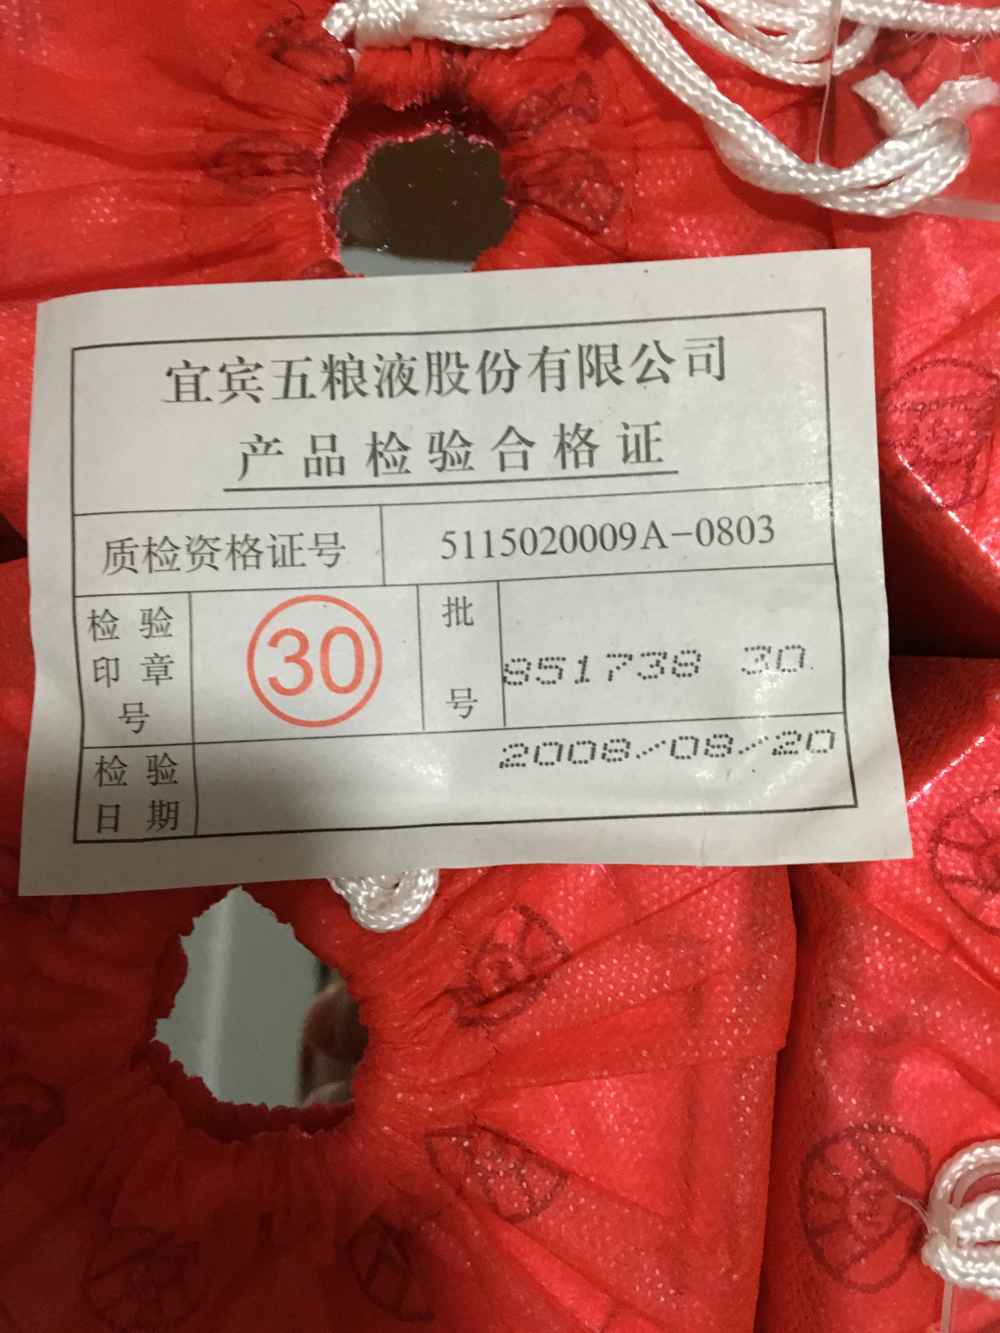 宜宾五粮液股份有限公司
产品检验合格证
质检资格证号 5115020009A-0803
检验印章号 30 批号 851738 30
检验日期 2008/08/20